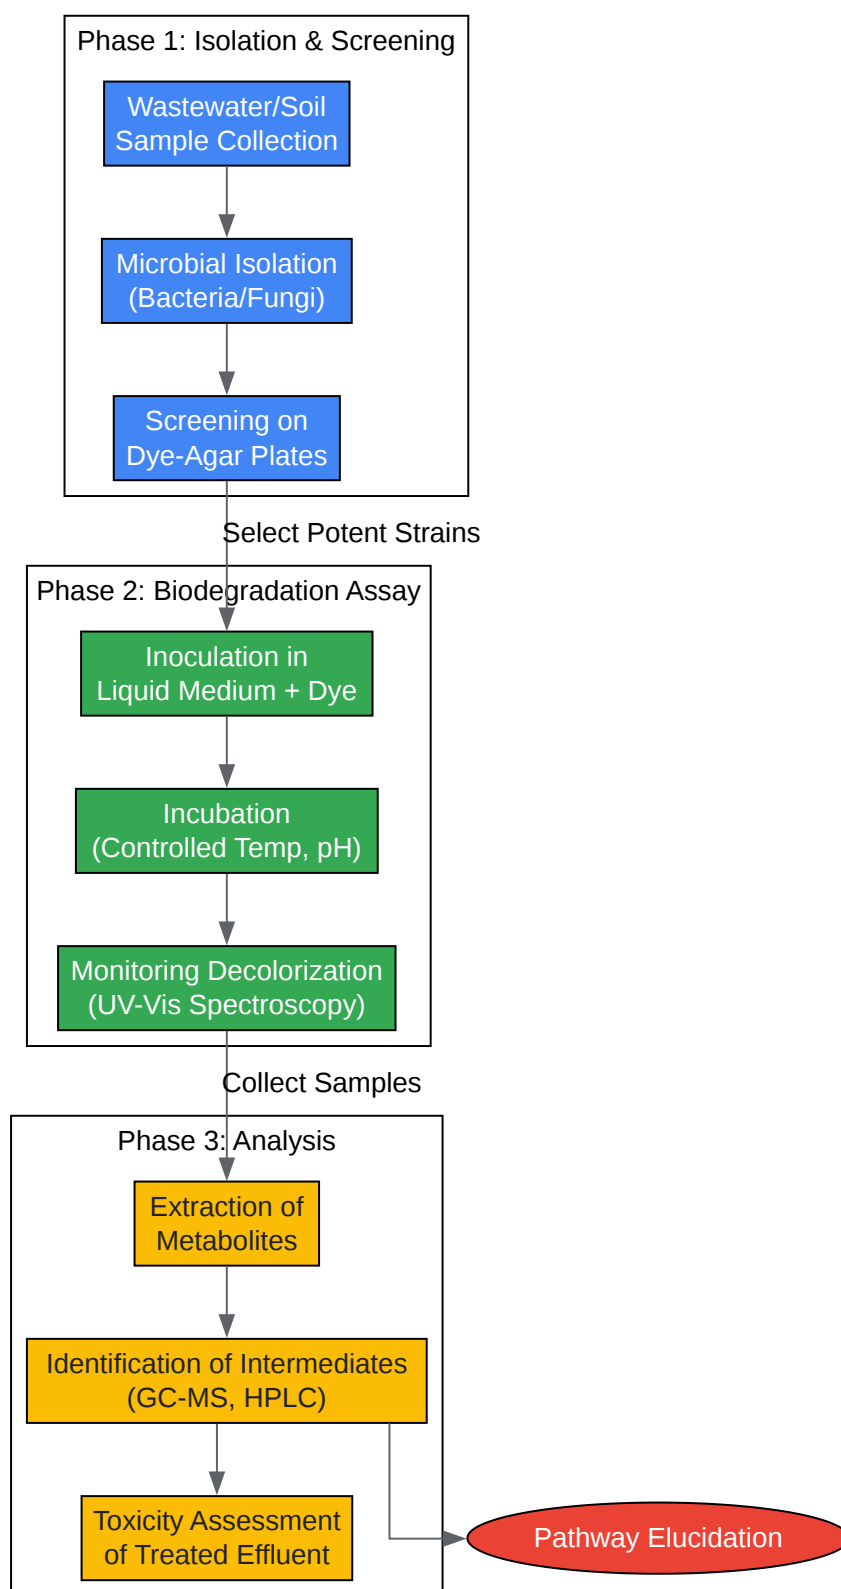 Phase 1: Isolation & Screening
Wastewater/Soil
Sample Collection
Microbial Isolation
(Bacteria/Fungi)
Screening on
Dye-Agar Plates
Select Potent Strains
Phase 2: Biodegradation Assay
Inoculation in
Liquid Medium + Dye
Incubation
(Controlled Temp, pH)
Monitoring Decolorization
(UV-Vis Spectroscopy)
Collect Samples
Phase 3: Analysis
Extraction of
Metabolites
Identification of Intermediates
(GC-MS, HPLC)
Toxicity Assessment
of Treated Effluent
Pathway Elucidation